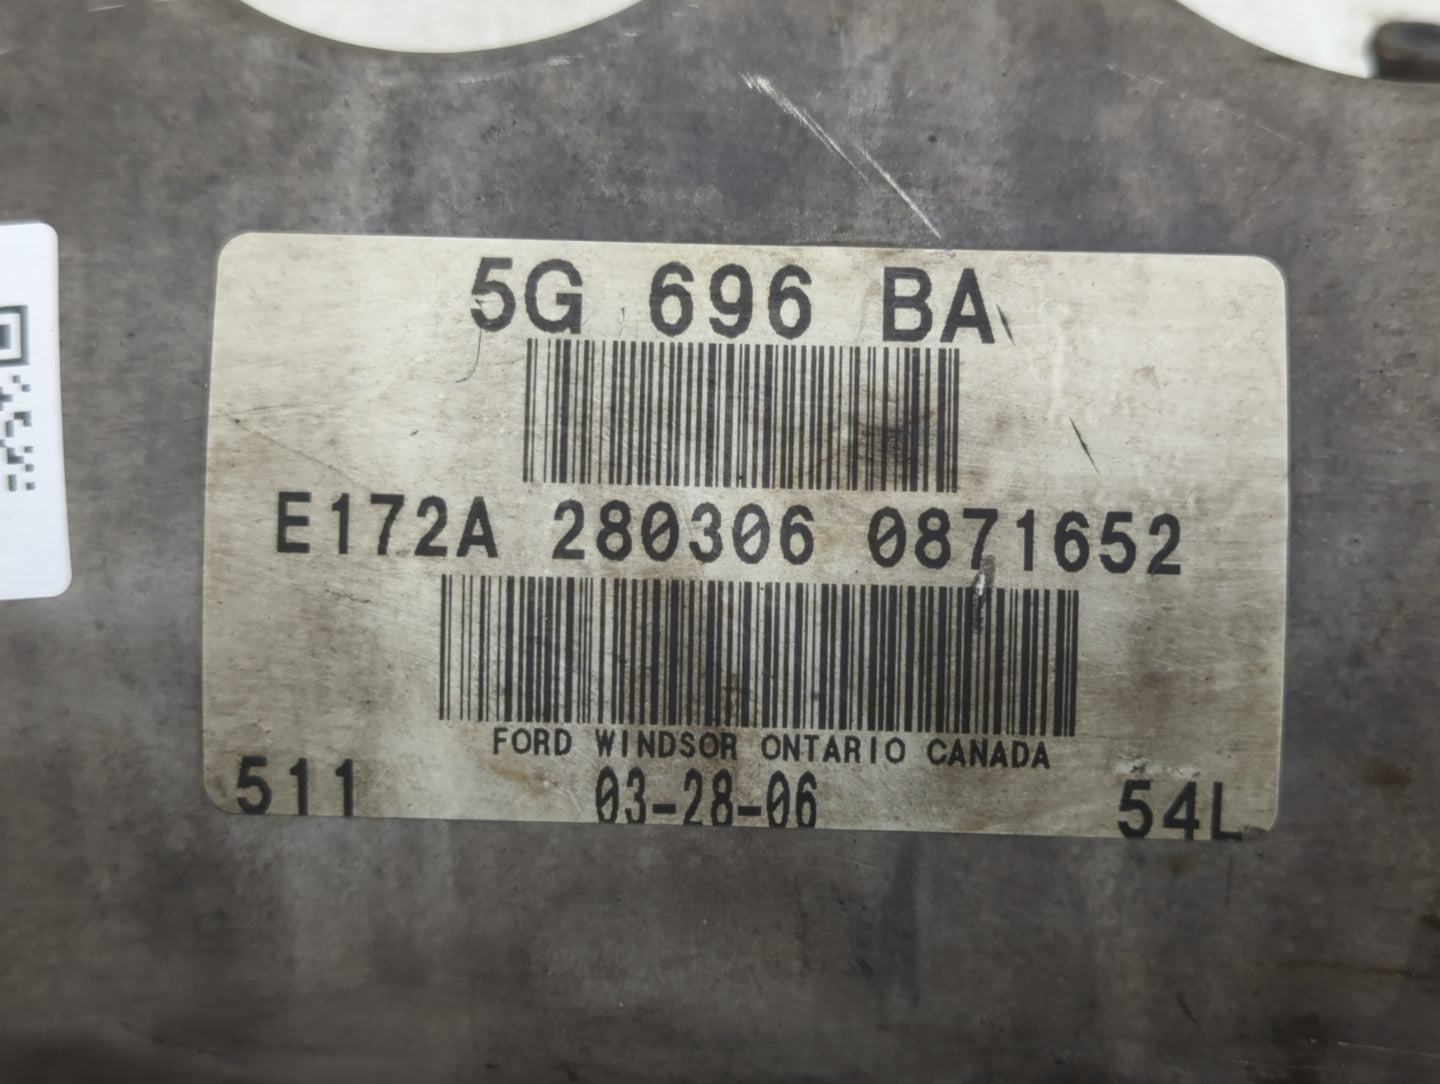 5G 696 BA
E172A 280306 0871652
FORD WINDSOR ONTARIO CANADA
511 03-28-06 54L